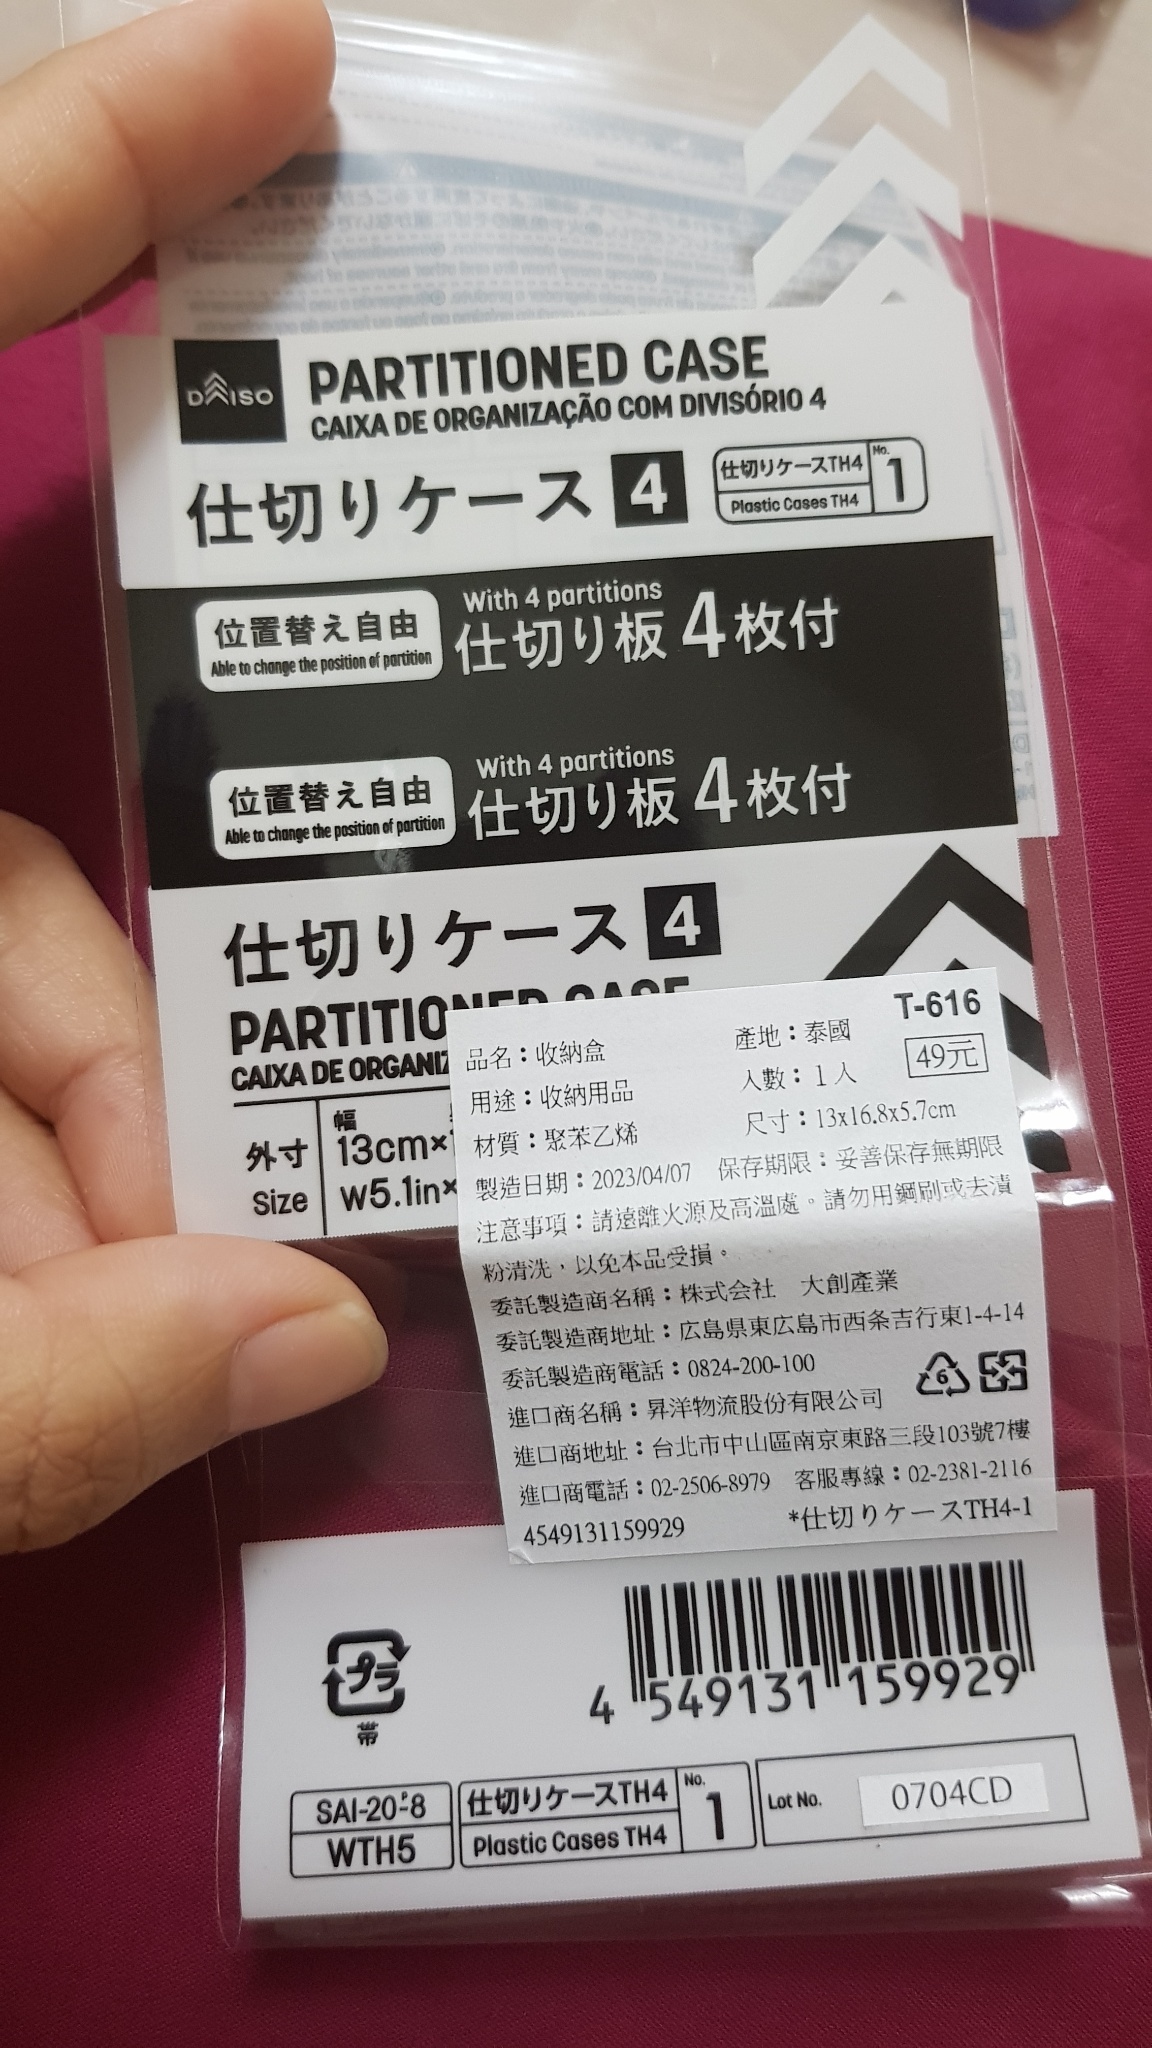 DAISO
PARTITIONED CASE
CAIXA DE ORGANIZAÇÃO COM DIVISÓRIO 4
仕切りケース 4
仕切りケースTH4
Plastic Cases TH4
No.
1
位置替え自由
Able to change the position of partition
With 4 partitions
仕切り板4枚付
位置替え自由
Able to change the position of partition
With 4 partitions
仕切り板4枚付
仕切りケース 4
PARTITIONED CASE
CAIXA DE ORGANIZ
幅
外寸 13cm×
Size W5.1in×
T-616
品名：收納盒 產地：泰國
49元
用途：收納用品 人數：1人
材質：聚苯乙烯 尺寸：13x16.8x5.7cm
製造日期：2023/04/07 保存期限：妥善保存無期限
注意事項：請遠離火源及高溫處。請勿用鋼刷或去漬
粉清洗，以免本品受損。
委託製造商名稱：株式会社 大創產業
委託製造商地址：広島県東広島市西条吉行東1-4-14
委託製造商電話：0824-200-100
6
進口商名稱：昇洋物流股份有限公司
進口商地址：台北市中山區南京東路三段103號7樓
進口商電話：02-2506-8979 客服專線：02-2381-2116
4549131159929 *仕切りケースTH4-1
プラ
帯
4 549131 159929
SAI-20-P-8
WTH5
仕切りケースTH4
Plastic Cases TH4
No.
1
Lot No. 0704CD